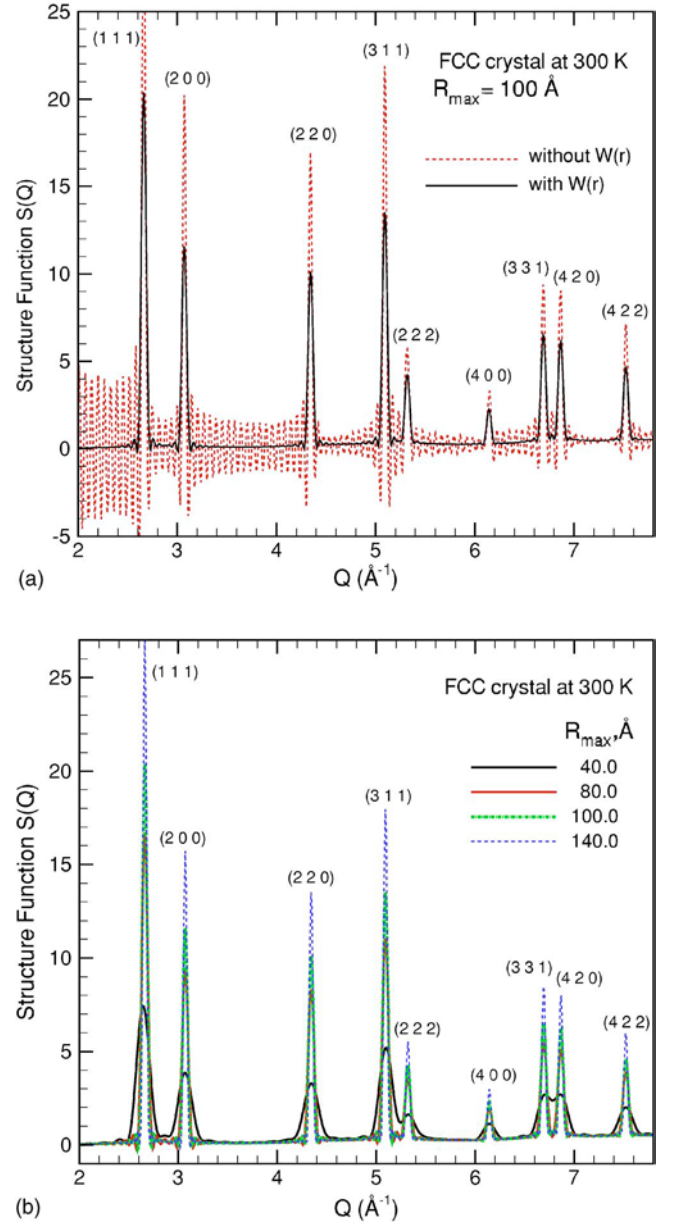 25
(1 1 1)
(2 0 0)
(3 1 1)
FCC crystal at 300 K
R_max = 100 Å
20
(2 2 0)
without W(r)
with W(r)
15
(3 3 1)
(4 2 0)
10
(2 2 2)
(4 2 2)
(4 0 0)
5
0
-5
Structure Function S(Q)
2 3 4 5 6 7
(a)
Q (Å⁻¹)
25
(1 1 1)
FCC crystal at 300 K
R_max, Å
40.0
80.0
100.0
140.0
20
(3 1 1)
(2 0 0)
15
(2 2 0)
10
(3 3 1)
(4 2 0)
(2 2 2)
(4 2 2)
(4 0 0)
5
0
Structure Function S(Q)
2 3 4 5 6 7
(b)
Q (Å⁻¹)